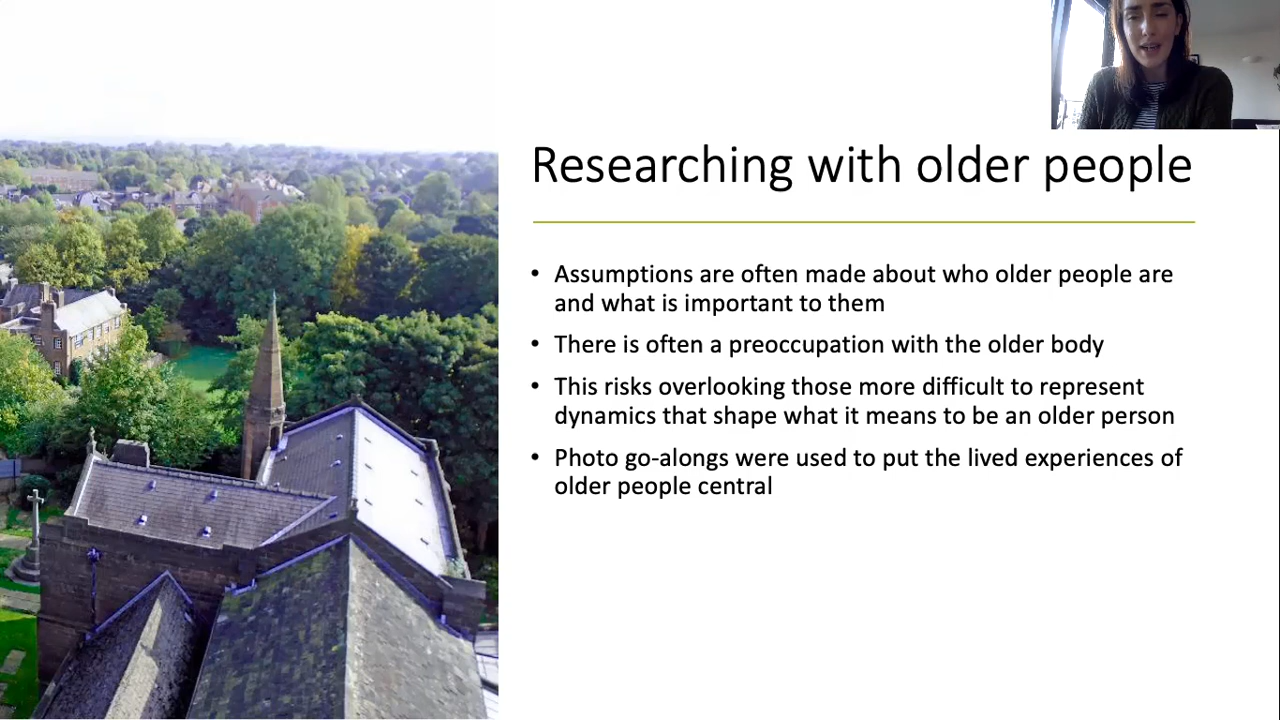 Researching with older people
• Assumptions are often made about who older people are
and what is important to them
• There is often a preoccupation with the older body
• This risks overlooking those more difficult to represent
dynamics that shape what it means to be an older person
• Photo go-alongs were used to put the lived experiences of
older people central